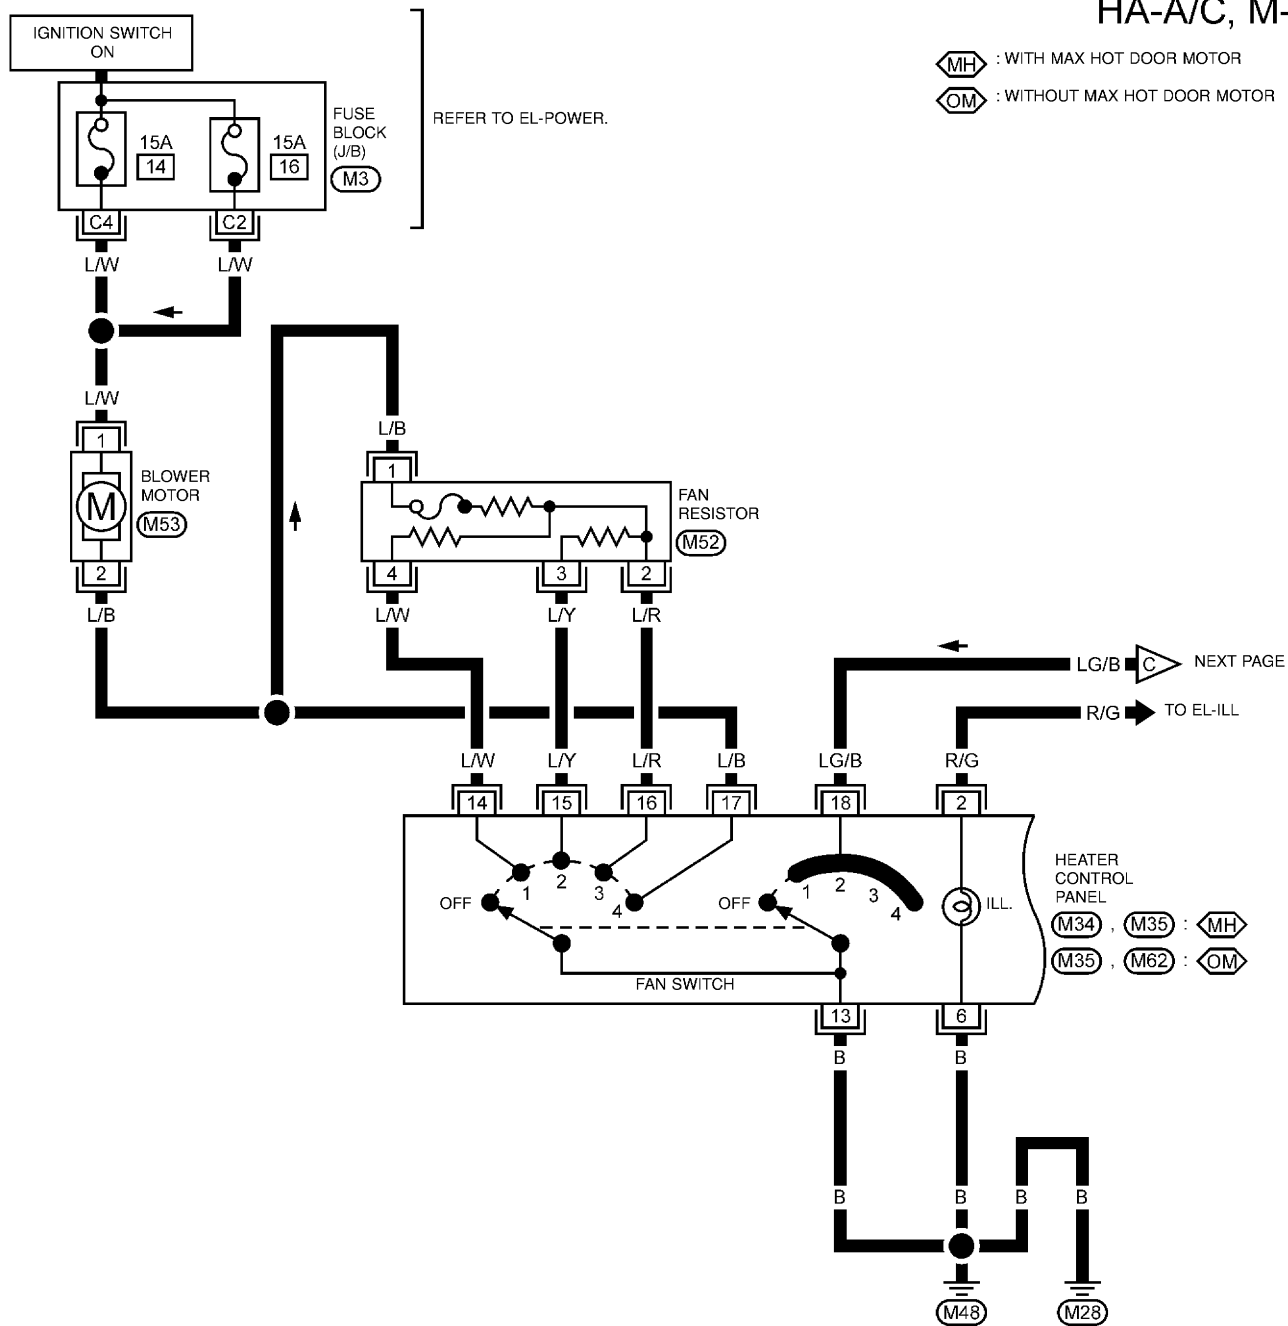 HA-A/C, M-
IGNITION SWITCH
ON
MH : WITH MAX HOT DOOR MOTOR
OM : WITHOUT MAX HOT DOOR MOTOR
FUSE
BLOCK
(J/B)
M3
REFER TO EL-POWER.
15A
14
15A
16
C4
C2
L/W
L/W
L/W
1
BLOWER
MOTOR
M53
M
2
L/B
L/B
1
FAN
RESISTOR
M52
4
3
2
L/W
L/Y
L/R
LG/B
C
NEXT PAGE
R/G
TO EL-ILL
L/W
L/Y
L/R
L/B
LG/B
R/G
14
15
16
17
18
2
OFF
1
2
3
4
OFF
1
2
3
4
ILL.
FAN SWITCH
HEATER
CONTROL
PANEL
M34 , M35 : MH
M35 , M62 : OM
13
6
B
B
B
B
B
B
M48
M28